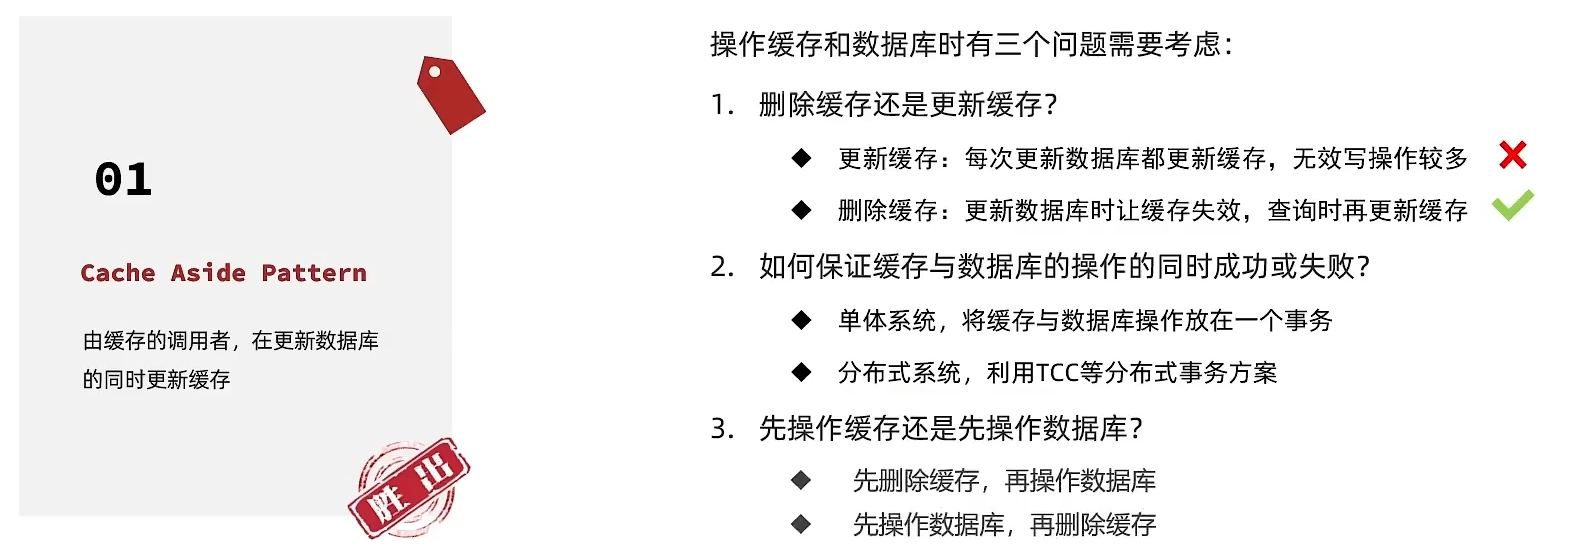 01
Cache Aside Pattern
由缓存的调用者，在更新数据库
的同时更新缓存
胜出
操作缓存和数据库时有三个问题需要考虑：
1. 删除缓存还是更新缓存？
◆ 更新缓存：每次更新数据库都更新缓存，无效写操作较多
◆ 删除缓存：更新数据库时让缓存失效，查询时再更新缓存
2. 如何保证缓存与数据库的操作的同时成功或失败？
◆ 单体系统，将缓存与数据库操作放在一个事务
◆ 分布式系统，利用TCC等分布式事务方案
3. 先操作缓存还是先操作数据库？
◆ 先删除缓存，再操作数据库
◆ 先操作数据库，再删除缓存